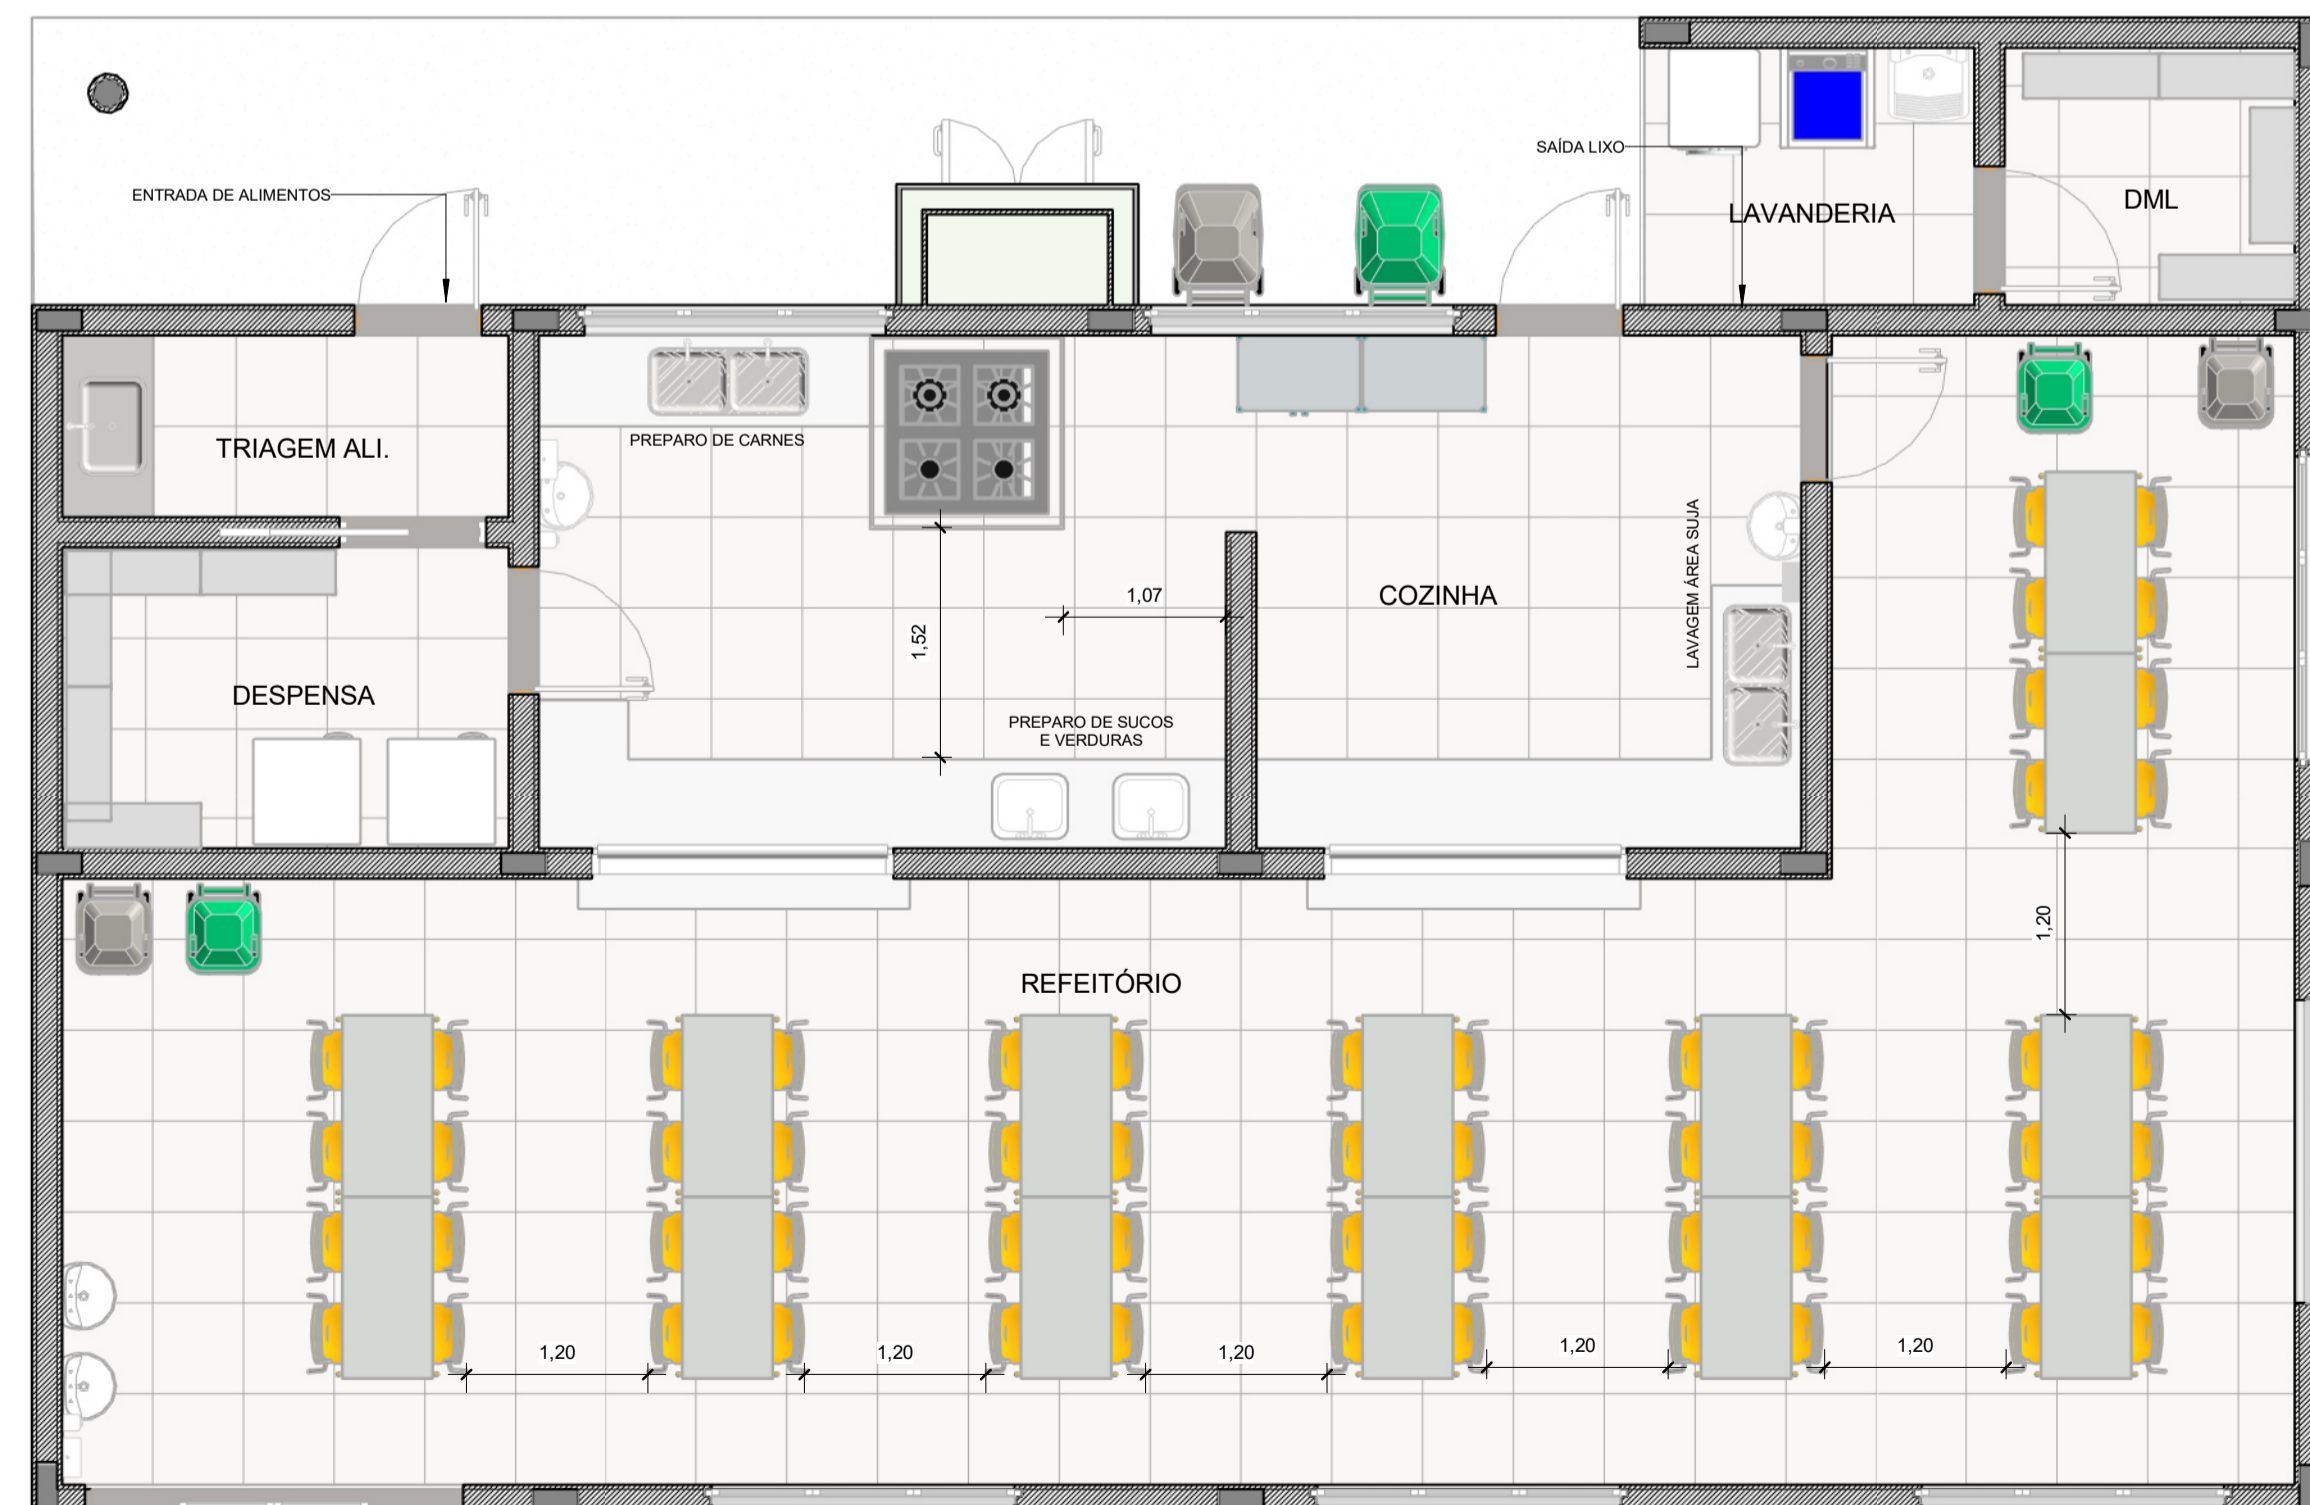 SAÍDA LIXO
ENTRADA DE ALIMENTOS
LAVANDERIA
DML
TRIAGEM ALI.
PREPARO DE CARNES
LAVAGEM ÁREA SUJA
COZINHA
1,07
1,52
DESPENSA
PREPARO DE SUCOS
E VERDURAS
1,20
REFEITÓRIO
1,20
1,20
1,20
1,20
1,20